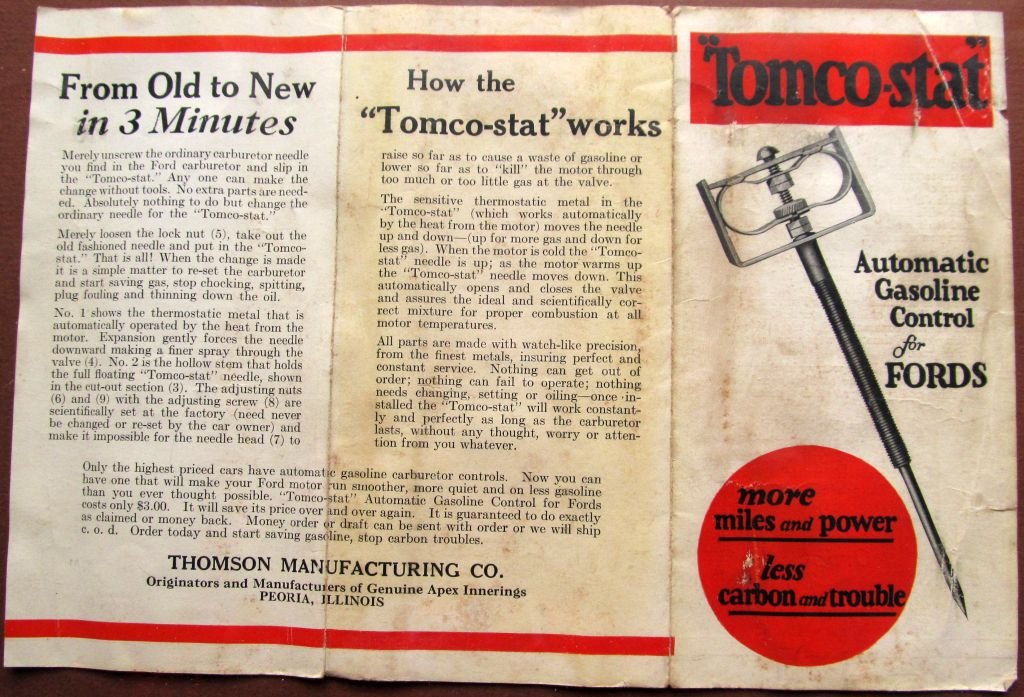 From Old to New
in 3 Minutes
Merely unscrew the ordinary carburetor needle
you find in the Ford carburetor and slip in
the "Tomco-stat." Any one can make the
change without tools. No extra parts are need-
ed. Absolutely nothing to do but change the
ordinary needle for the "Tomco-stat."
Merely loosen the lock nut (5), take out the
old fashioned needle and put in the "Tomco-
stat." That is all! When the change is made
it is a simple matter to re-set the carburetor
and start saving gas, stop chocking, spitting,
plug fouling and thinning down the oil.
No. 1 shows the thermostatic metal that is
automatically operated by the heat from the
motor. Expansion gently forces the needle
downward making a finer spray through the
valve (4). No. 2 is the hollow stem that holds
the full floating "Tomco-stat" needle, shown
in the cut-out section (3). The adjusting nuts
(6) and (9) with the adjusting screw (8) are
scientifically set at the factory (need never
be changed or re-set by the car owner) and
make it impossible for the needle head (7) to
How the
"Tomco-stat" works
raise so far as to cause a waste of gasoline or
lower so far as to "kill" the motor through
too much or too little gas at the valve.
The sensitive thermostatic metal in the
"Tomco-stat" (which works automatically
by the heat from the motor) moves the needle
up and down—(up for more gas and down for
less gas). When the motor is cold the "Tomco-
stat" needle is up; as the motor warms up
the "Tomco-stat" needle moves down. This
automatically opens and closes the valve
and assures the ideal and scientifically cor-
rect mixture for proper combustion at all
motor temperatures.
All parts are made with watch-like precision,
from the finest metals, insuring perfect and
constant service. Nothing can get out of
order; nothing can fail to operate; nothing
needs changing, setting or oiling—once in-
stalled the "Tomco-stat" will work constant-
ly and perfectly as long as the carburetor
lasts, without any thought, worry or atten-
tion from you whatever.
Only the highest priced cars have automatic gasoline carburetor controls. Now you can
have one that will make your Ford motor run smoother, more quiet and on less gasoline
than you ever thought possible. "Tomco-stat" Automatic Gasoline Control for Fords
costs only $3.00. It will save its price over and over again. It is guaranteed to do exactly
as claimed or money back. Money order or draft can be sent with order or we will ship
c. o. d. Order today and start saving gasoline, stop carbon troubles.
THOMSON MANUFACTURING CO.
Originators and Manufacturers of Genuine Apex Innerings
PEORIA, ILLINOIS
"Tomco-stat"
Automatic
Gasoline
Control
for
FORDS
more
miles and power
less
carbon and trouble